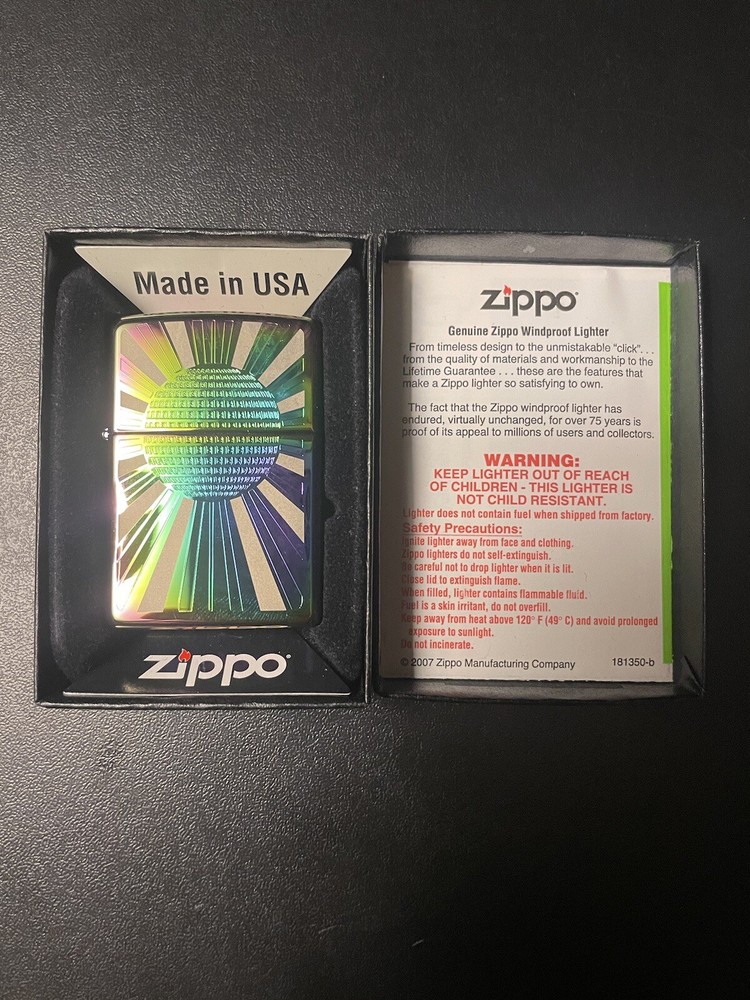 Made in USA
zippo
zippo
Genuine Zippo Windproof Lighter
From timeless design to the unmistakable "click". . .
from the quality of materials and workmanship to the
Lifetime Guarantee . . . these are the features that
make a Zippo lighter so satisfying to own.
The fact that the Zippo windproof lighter has
endured, virtually unchanged, for over 75 years is
proof of its appeal to millions of users and collectors.
WARNING:
KEEP LIGHTER OUT OF REACH
OF CHILDREN - THIS LIGHTER IS
NOT CHILD RESISTANT.
Lighter does not contain fuel when shipped from factory.
Safety Precautions:
Ignite lighter away from face and clothing.
Zippo lighters do not self-extinguish.
Be careful not to drop lighter when it is lit.
Close lid to extinguish flame.
When filled, lighter contains flammable fluid.
Fuel is a skin irritant, do not overfill.
Keep away from heat above 120° F (49° C) and avoid prolonged
exposure to sunlight.
Do not incinerate.
© 2007 Zippo Manufacturing Company 181350-b